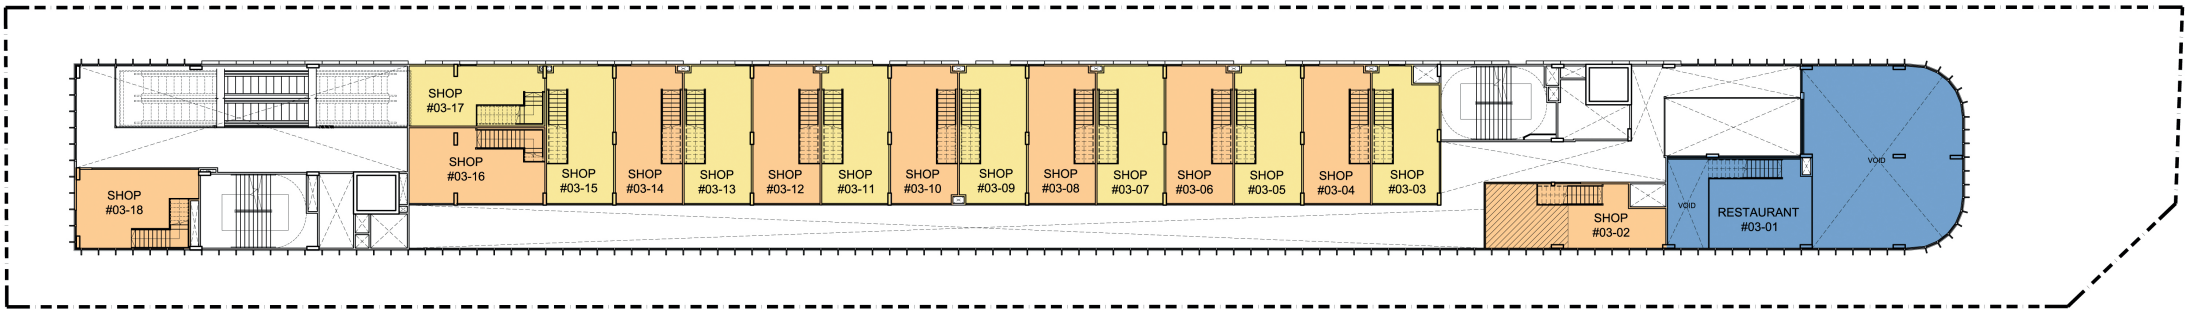 SHOP
#03-17
SHOP
#03-16
SHOP
#03-18
SHOP
#03-15
SHOP
#03-14
SHOP
#03-13
SHOP
#03-12
SHOP
#03-11
SHOP
#03-10
SHOP
#03-09
SHOP
#03-08
SHOP
#03-07
SHOP
#03-06
SHOP
#03-05
SHOP
#03-04
SHOP
#03-03
SHOP
#03-02
VOID
RESTAURANT
#03-01
VOID